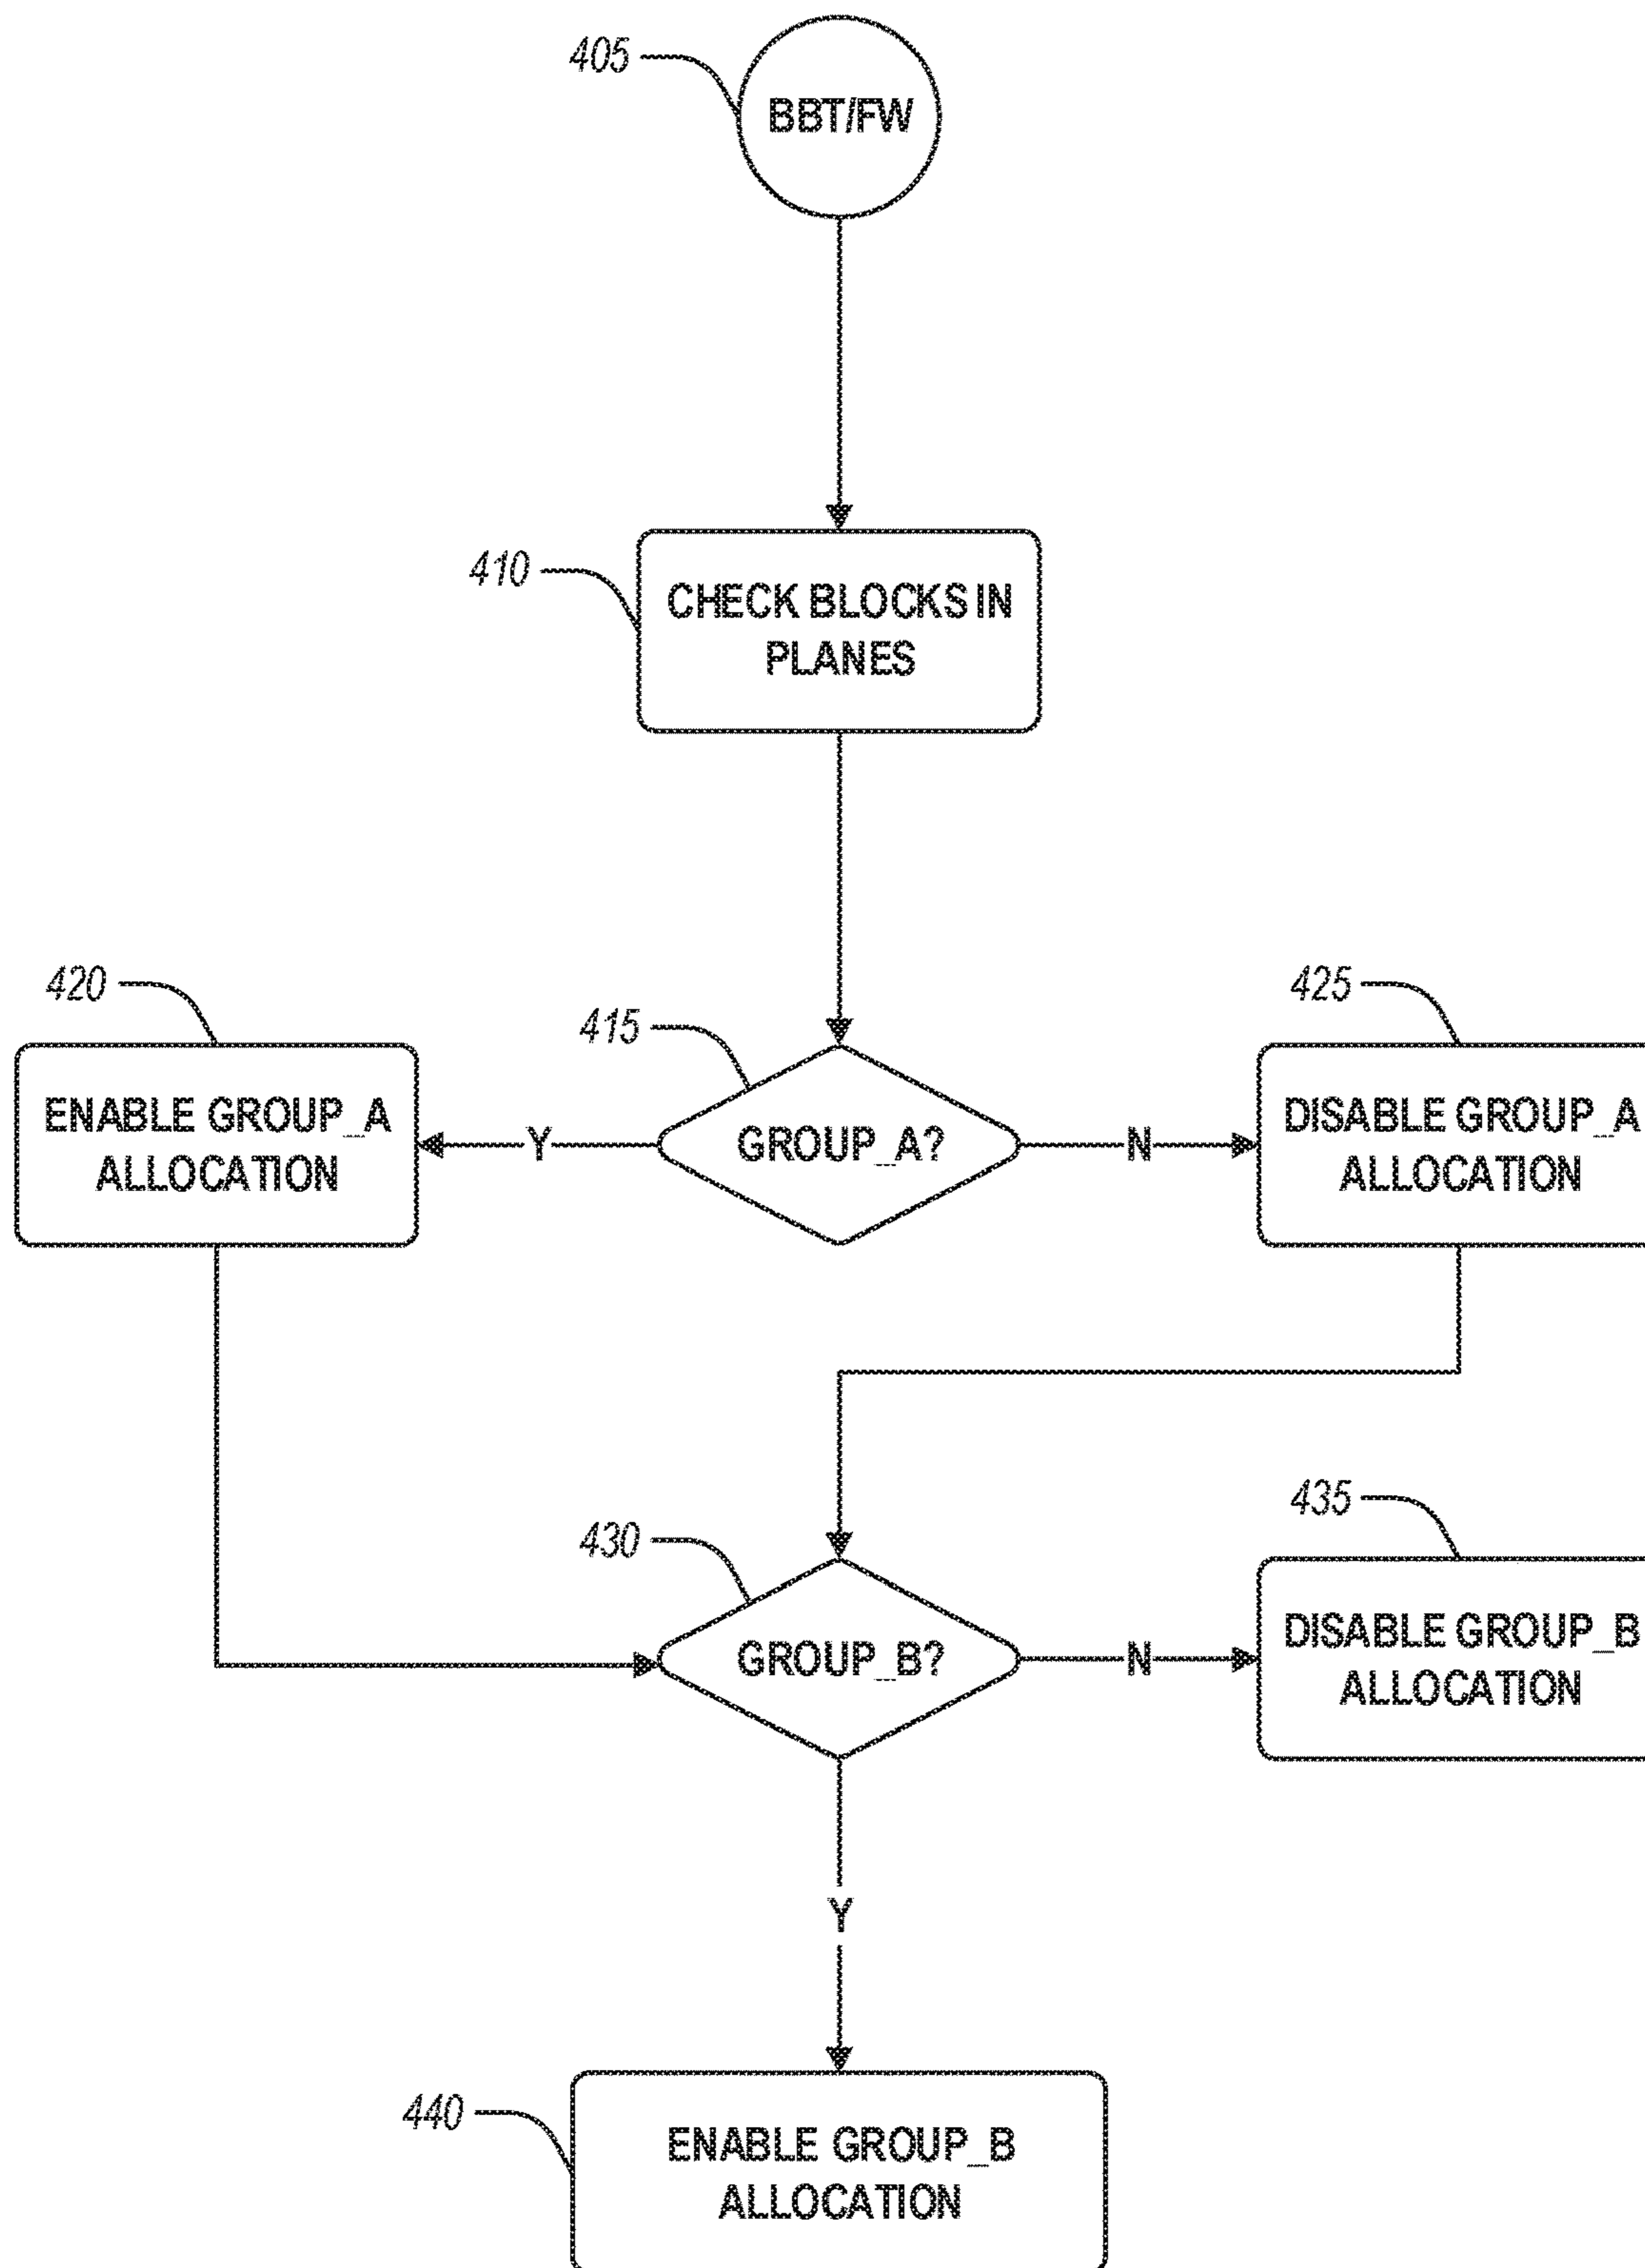 405
BBT/FW
410
CHECK BLOCKS IN
PLANES
420
415
425
ENABLE GROUP_A
ALLOCATION
Y
GROUP_A?
N
DISABLE GROUP_A
ALLOCATION
430
435
GROUP_B?
N
DISABLE GROUP_B
ALLOCATION
Y
440
ENABLE GROUP_B
ALLOCATION